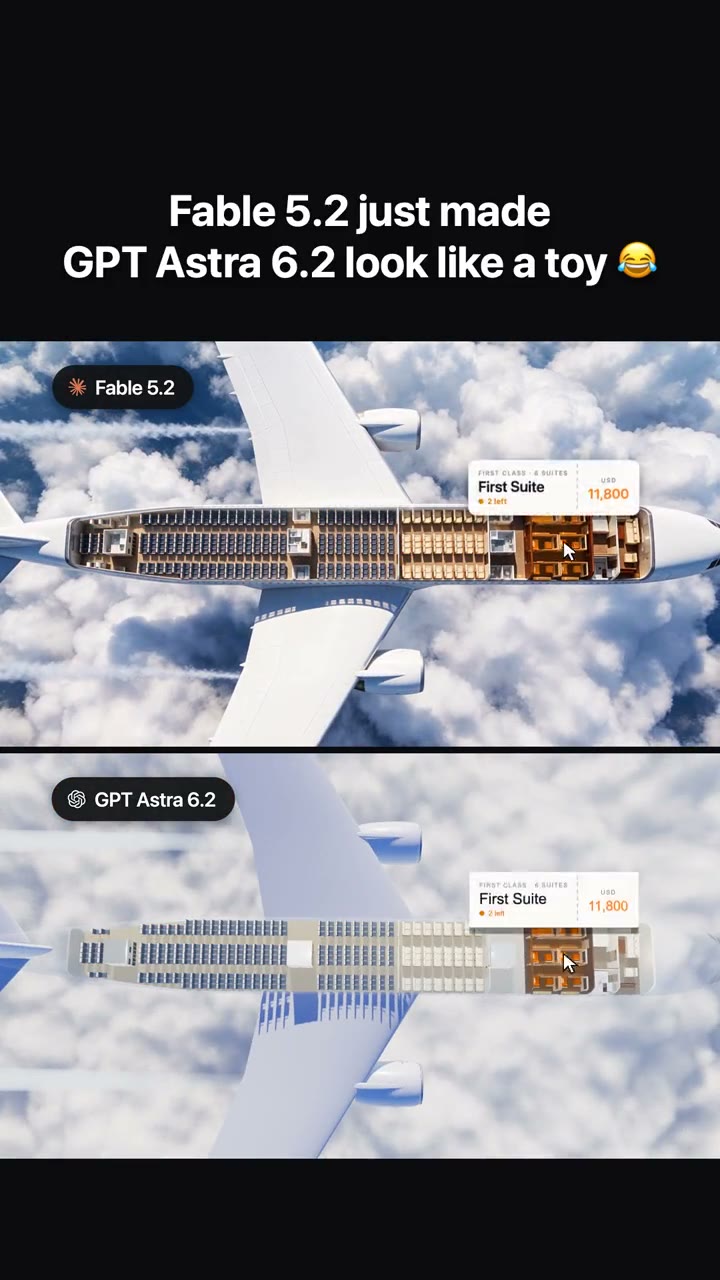 Fable 5.2 just made
GPT Astra 6.2 look like a toy 😂
Fable 5.2
FIRST CLASS · 6 SUITES
First Suite
2 left
USD
11,800
GPT Astra 6.2
FIRST CLASS · 6 SUITES
First Suite
2 left
USD
11,800